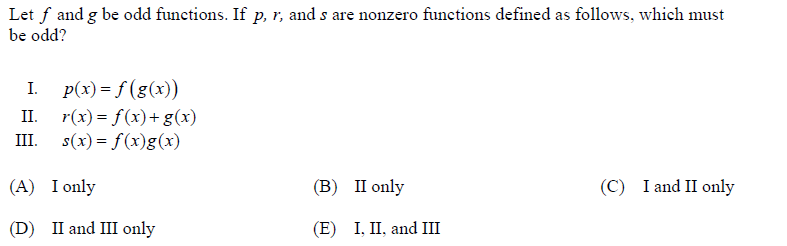 Let f and g be odd functions. If p, r, and s are nonzero functions defined as follows, which must
be odd?
I. p(x) = f (g(x))
II. r(x) = f(x) + g(x)
III. s(x) = f(x)g(x)
(A) I only (B) II only (C) I and II only
(D) II and III only (E) I, II, and III